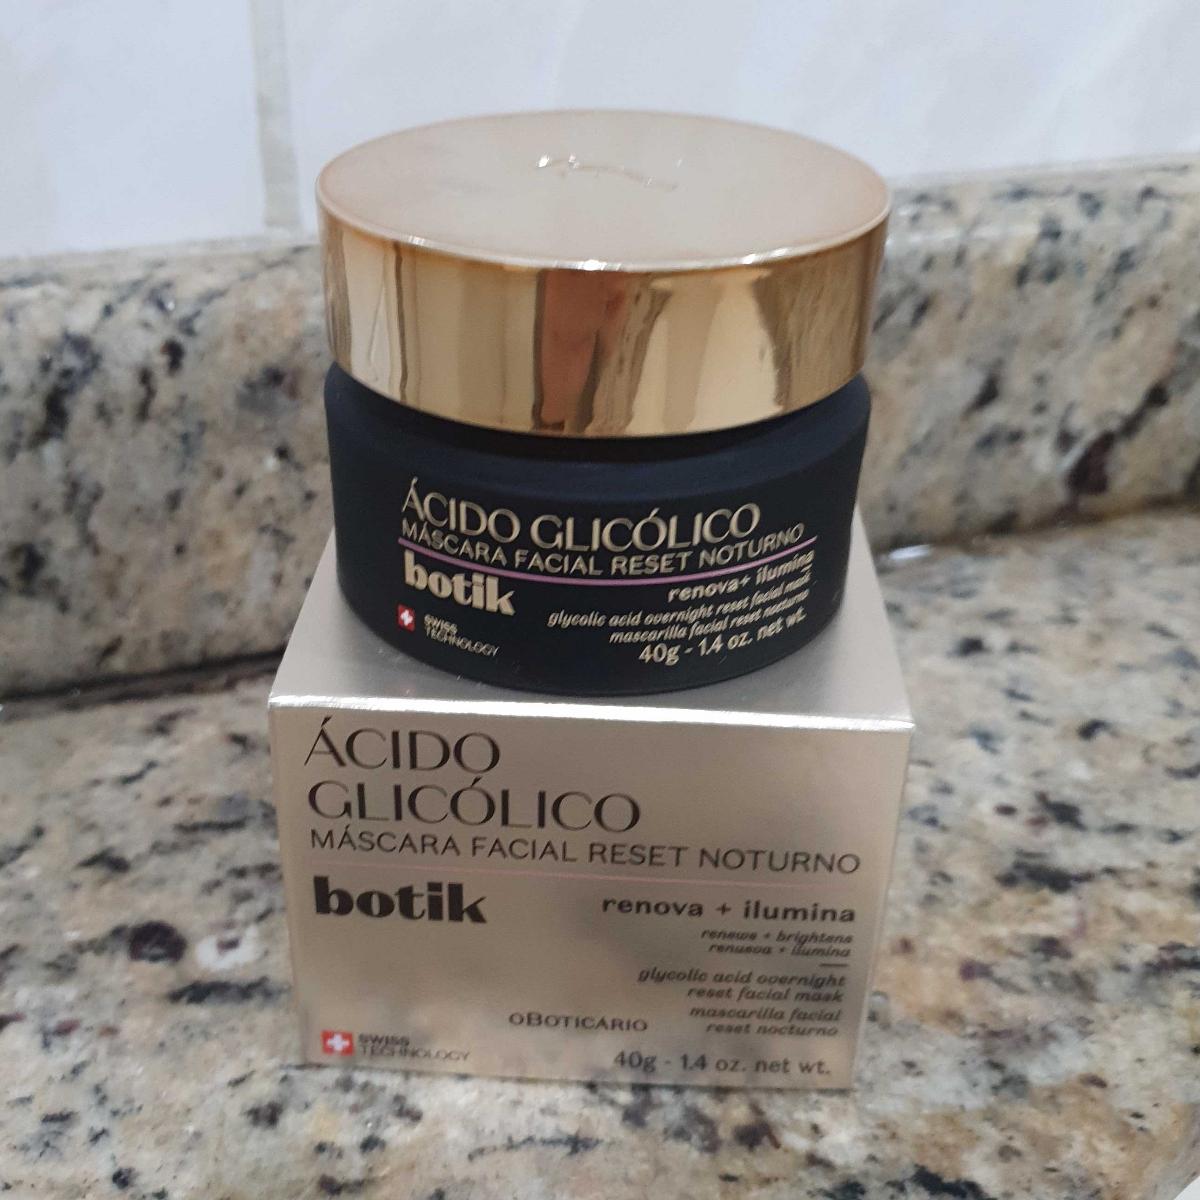 ÁCIDO GLICÓLICO
MÁSCARA FACIAL RESET NOTURNO
botik
renova + ilumina
glycolic acid overnight reset facial mask
mascarilla facial reset nocturno
SWISS
TECHNOLOGY
40g - 1.4 oz. net wt.
ÁCIDO
GLICÓLICO
MÁSCARA FACIAL RESET NOTURNO
botik
renova + ilumina
renews + brightens
renueva + ilumina
glycolic acid overnight
reset facial mask
mascarilla facial
reset nocturno
oBOTICÁRIO
SWISS
TECHNOLOGY
40g - 1.4 oz. net wt.